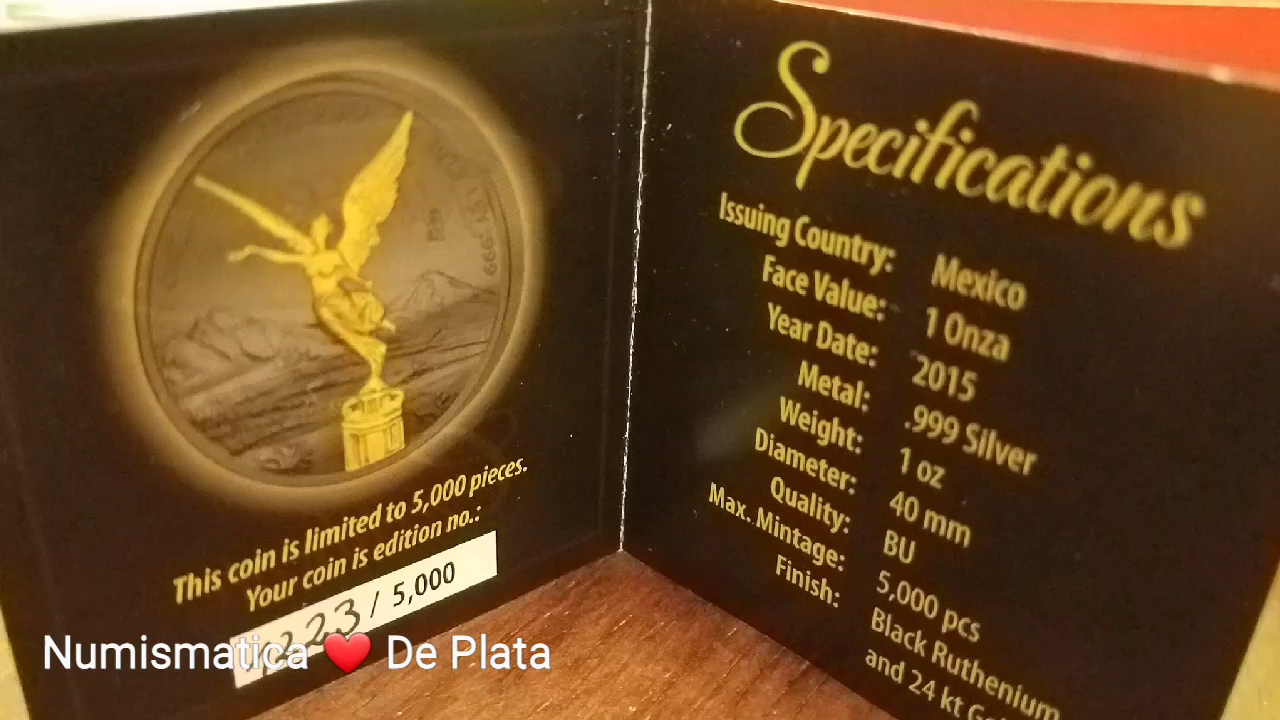 This coin is limited to 5,000 pieces.
Your coin is edition no.:
/ 5,000
Specifications
Issuing Country: Mexico
Face Value: 1 Onza
Year Date: 2015
Metal: .999 Silver
Weight: 1 oz
Diameter: 40 mm
Quality: BU
Max. Mintage: 5,000 pcs
Finish: Black Ruthenium
and 24 kt
Numismatica ❤️ De Plata